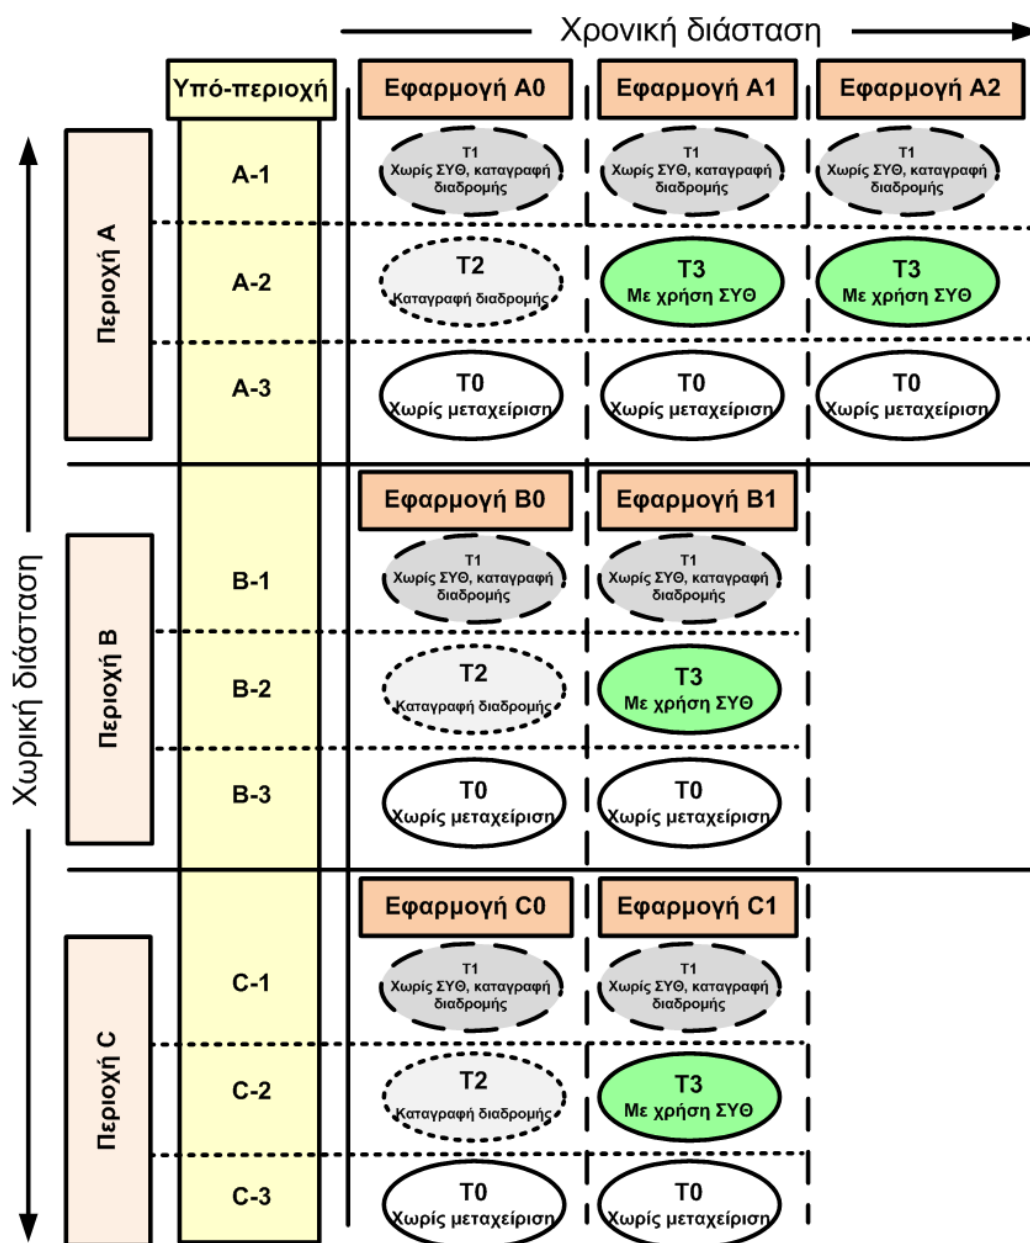 Χρονική διάσταση
Υπό-περιοχή
Εφαρμογή A0
Εφαρμογή A1
Εφαρμογή A2
Χωρική διάσταση
Περιοχή A
A-1
T1
Χωρίς ΣΥΘ, καταγραφή
διαδρομής
T1
Χωρίς ΣΥΘ, καταγραφή
διαδρομής
T1
Χωρίς ΣΥΘ, καταγραφή
διαδρομής
A-2
T2
Καταγραφή διαδρομής
T3
Με χρήση ΣΥΘ
T3
Με χρήση ΣΥΘ
A-3
T0
Χωρίς μεταχείριση
T0
Χωρίς μεταχείριση
T0
Χωρίς μεταχείριση
Εφαρμογή B0
Εφαρμογή B1
Περιοχή B
B-1
T1
Χωρίς ΣΥΘ, καταγραφή
διαδρομής
T1
Χωρίς ΣΥΘ, καταγραφή
διαδρομής
B-2
T2
Καταγραφή διαδρομής
T3
Με χρήση ΣΥΘ
B-3
T0
Χωρίς μεταχείριση
T0
Χωρίς μεταχείριση
Εφαρμογή C0
Εφαρμογή C1
Περιοχή C
C-1
T1
Χωρίς ΣΥΘ, καταγραφή
διαδρομής
T1
Χωρίς ΣΥΘ, καταγραφή
διαδρομής
C-2
T2
Καταγραφή διαδρομής
T3
Με χρήση ΣΥΘ
C-3
T0
Χωρίς μεταχείριση
T0
Χωρίς μεταχείριση